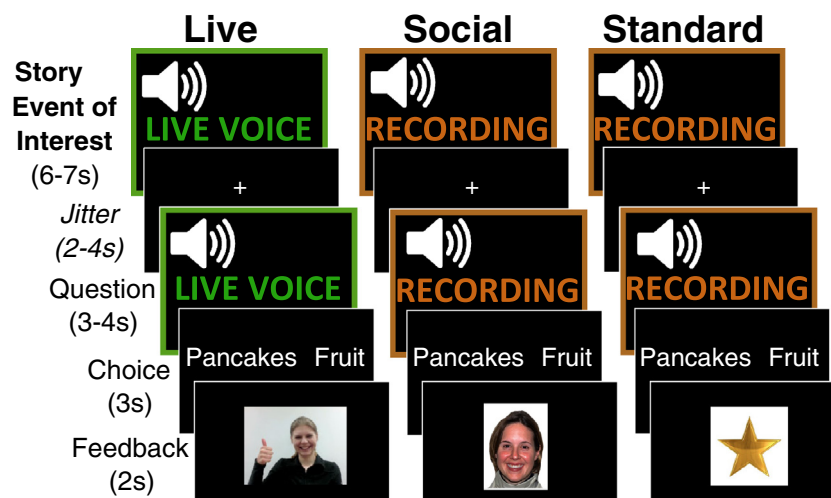 Live Social Standard
Story
Event of
Interest
(6-7s)
LIVE VOICE RECORDING RECORDING
+ + +
Jitter
(2-4s)
Question
(3-4s)
LIVE VOICE RECORDING RECORDING
Choice
(3s)
Pancakes Fruit Pancakes Fruit Pancakes Fruit
Feedback
(2s)